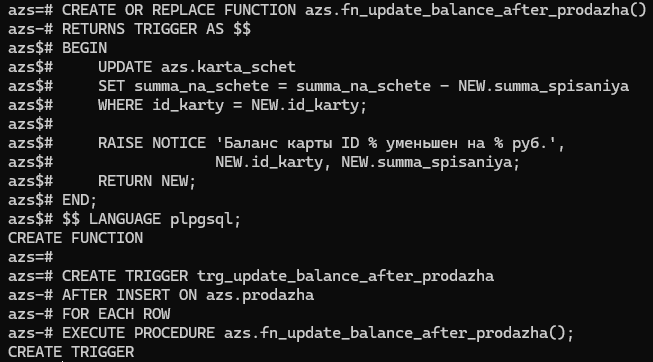 azs=# CREATE OR REPLACE FUNCTION azs.fn_update_balance_after_prodazha()
azs-# RETURNS TRIGGER AS $$
azs$# BEGIN
azs$#     UPDATE azs.karta_schet
azs$#     SET summa_na_schete = summa_na_schete - NEW.summa_spisaniya
azs$#     WHERE id_karty = NEW.id_karty;
azs$#
azs$#     RAISE NOTICE 'Баланс карты ID % уменьшен на % руб.',
azs$#                  NEW.id_karty, NEW.summa_spisaniya;
azs$#     RETURN NEW;
azs$# END;
azs$# $$ LANGUAGE plpgsql;
CREATE FUNCTION
azs=#
azs=# CREATE TRIGGER trg_update_balance_after_prodazha
azs-# AFTER INSERT ON azs.prodazha
azs-# FOR EACH ROW
azs-# EXECUTE PROCEDURE azs.fn_update_balance_after_prodazha();
CREATE TRIGGER